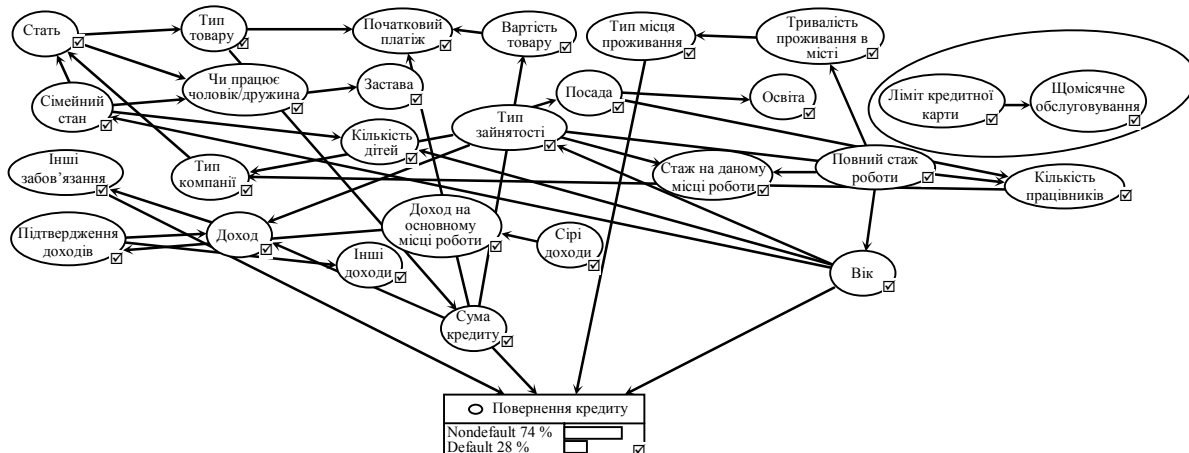 Стать
Тип
товару
Початковий
платіж
Вартість
товару
Тип місця
проживання
Тривалість
проживання в
місті
Сімейний
стан
Чи працює
чоловік/дружина
Застава
Посада
Освіта
Ліміт кредитної
карти
Щомісячне
обслуговування
Інші
забов’язання
Тип
компанії
Кількість
дітей
Тип
зайнятості
Стаж на даному
місці роботи
Повний стаж
роботи
Кількість
працівників
Підтвердження
доходів
Доход
Інші
доходи
Доход на
основному
місці роботи
Сірі
доходи
Вік
Сума
кредиту
Повернення кредиту
Nondefault 74 %
Default 28 %